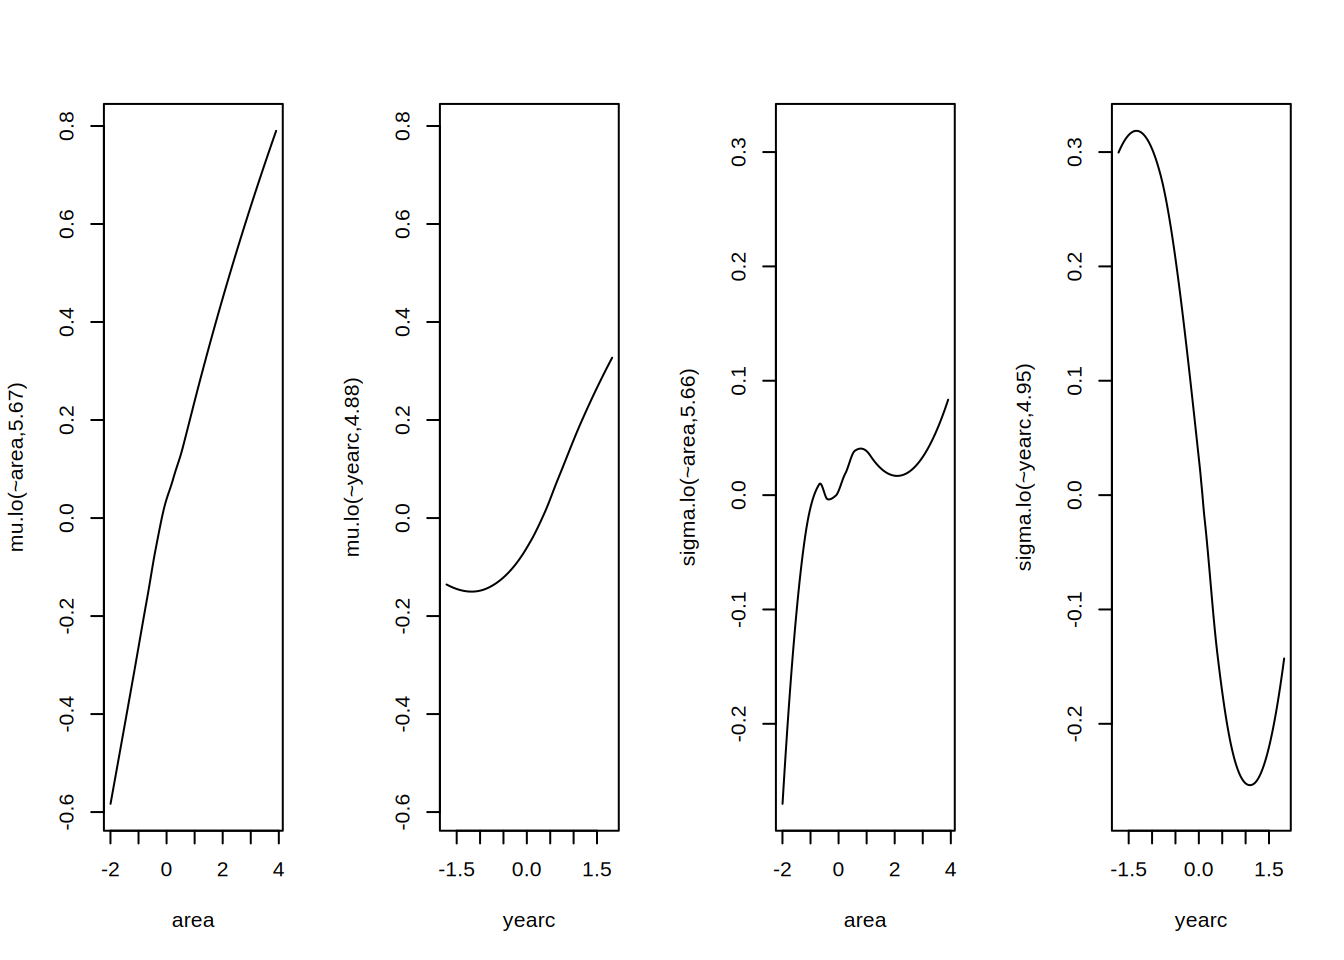 mu.lo(~area,5.67)
0.8
0.6
0.4
0.2
0.0
-0.2
-0.4
-0.6
-2 0 2 4
area
mu.lo(~yearc,4.88)
0.8
0.6
0.4
0.2
0.0
-0.2
-0.4
-0.6
-1.5 0.0 1.5
yearc
sigma.lo(~area,5.66)
0.3
0.2
0.1
0.0
-0.1
-0.2
-2 0 2 4
area
sigma.lo(~yearc,4.95)
0.3
0.2
0.1
0.0
-0.1
-0.2
-1.5 0.0 1.5
yearc